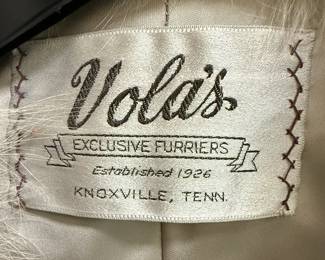 Vola's
EXCLUSIVE FURRIERS
Established 1926
KNOXVILLE, TENN.